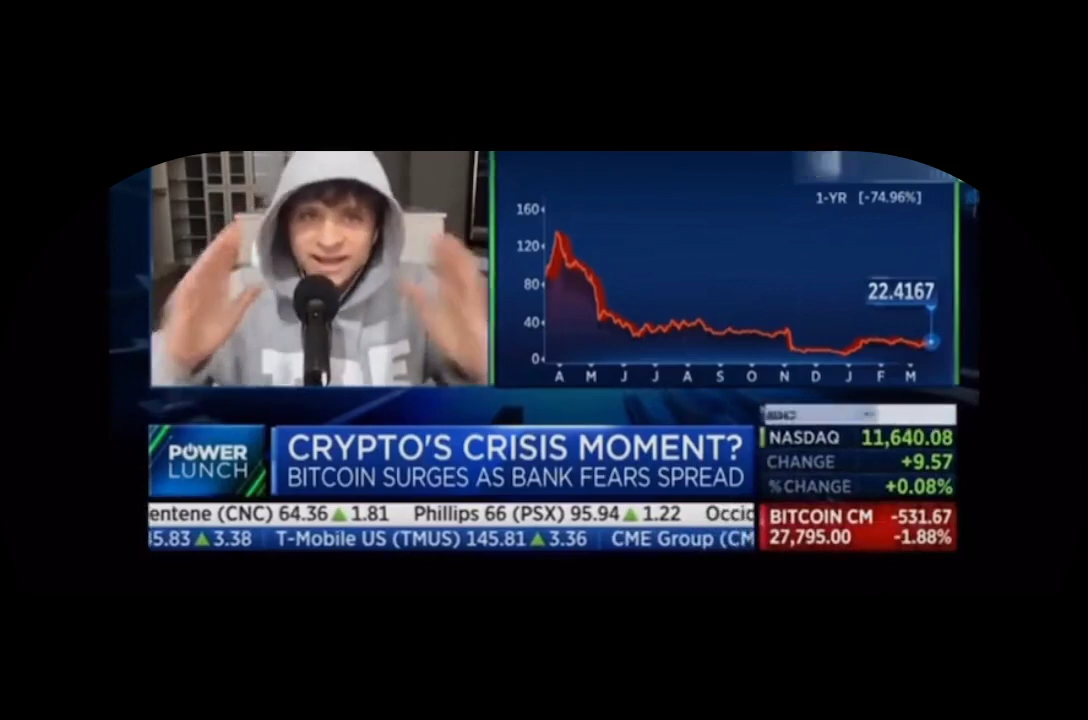 1-YR [-74.96%]
160
120
80
40
0
22.4167
A M J J A S O N D J F M
POWER
LUNCH
CRYPTO'S CRISIS MOMENT?
BITCOIN SURGES AS BANK FEARS SPREAD
NASDAQ 11,640.08
CHANGE +9.57
% CHANGE +0.08%
entene (CNC) 64.36 ▲ 1.81 Phillips 66 (PSX) 95.94 ▲ 1.22 Occid
5.83 ▲ 3.38 T-Mobile US (TMUS) 145.81 ▲ 3.36 CME Group (CM
BITCOIN CM -531.67
27,795.00 -1.88%